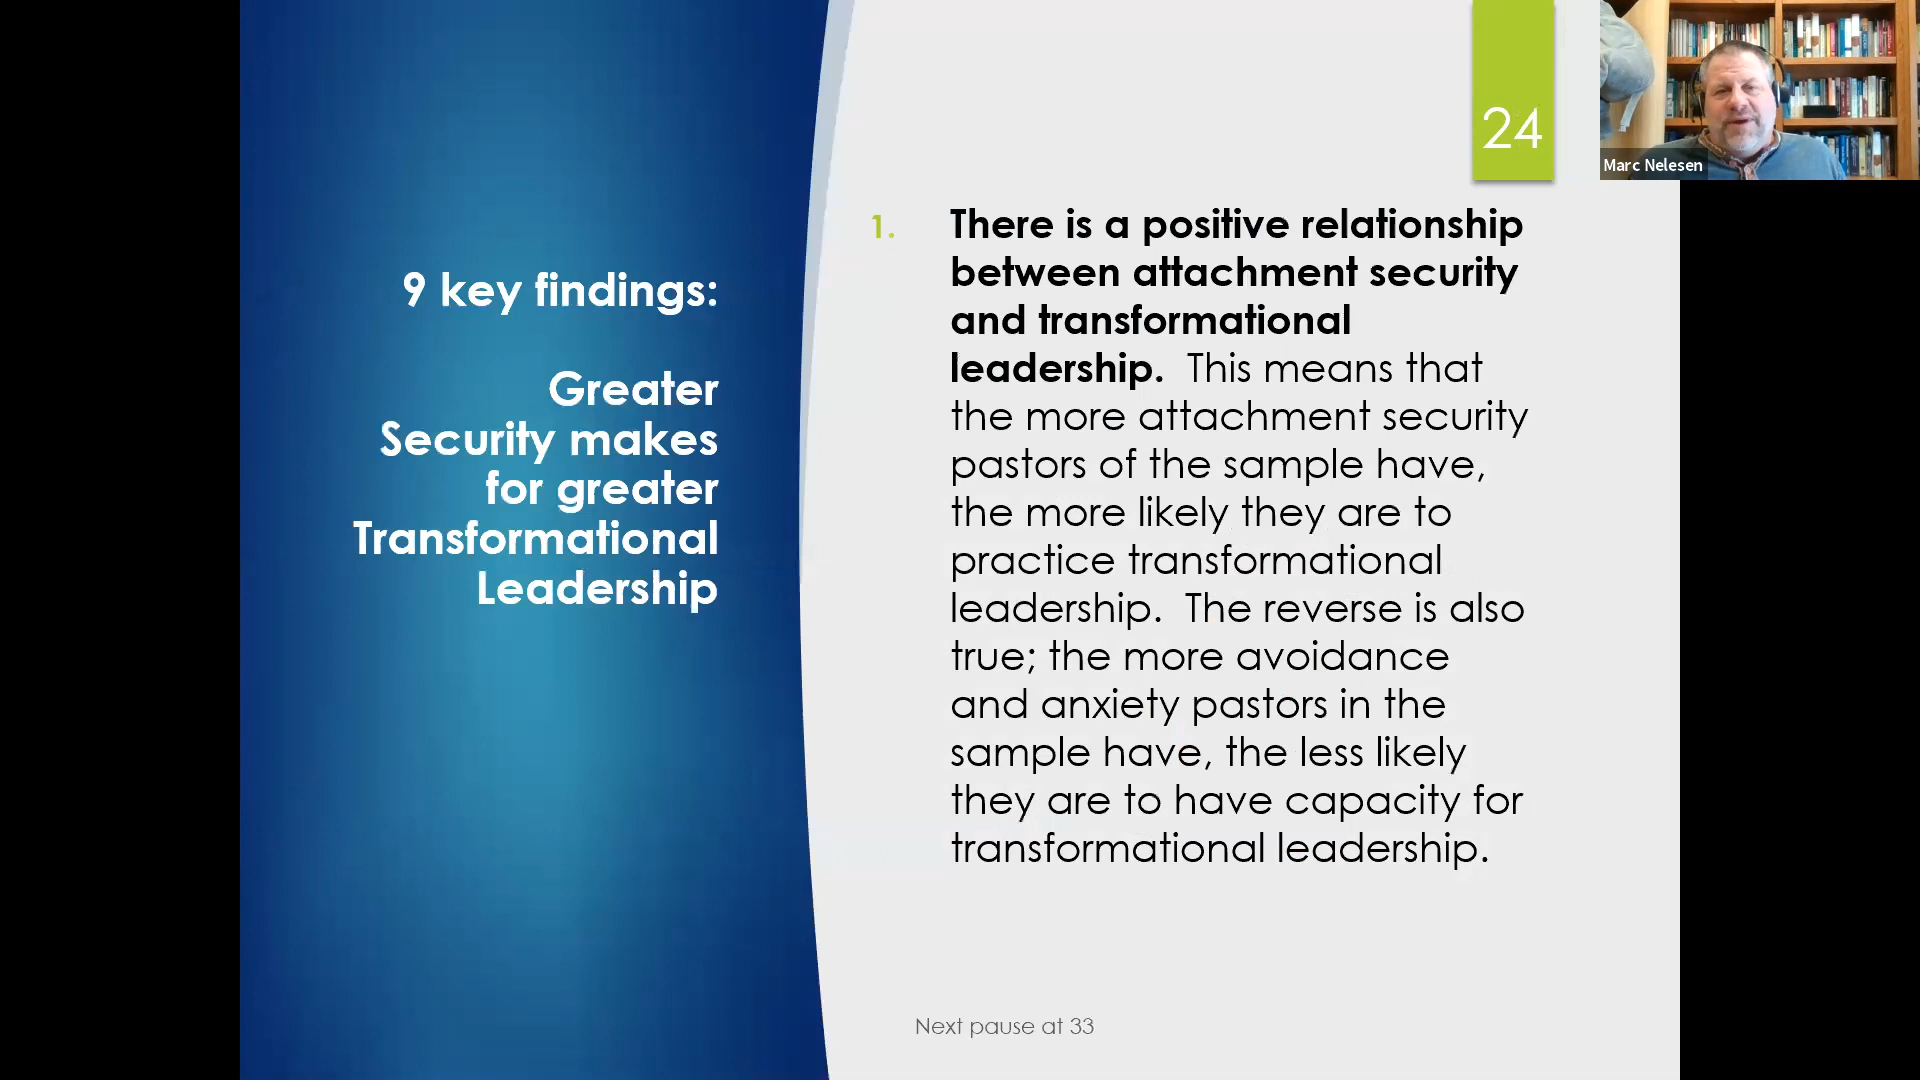 9 key findings:
Greater
Security makes
for greater
Transformational
Leadership
24
Marc Nelesen
1. There is a positive relationship
between attachment security
and transformational
leadership. This means that
the more attachment security
pastors of the sample have,
the more likely they are to
practice transformational
leadership. The reverse is also
true; the more avoidance
and anxiety pastors in the
sample have, the less likely
they are to have capacity for
transformational leadership.
Next pause at 33